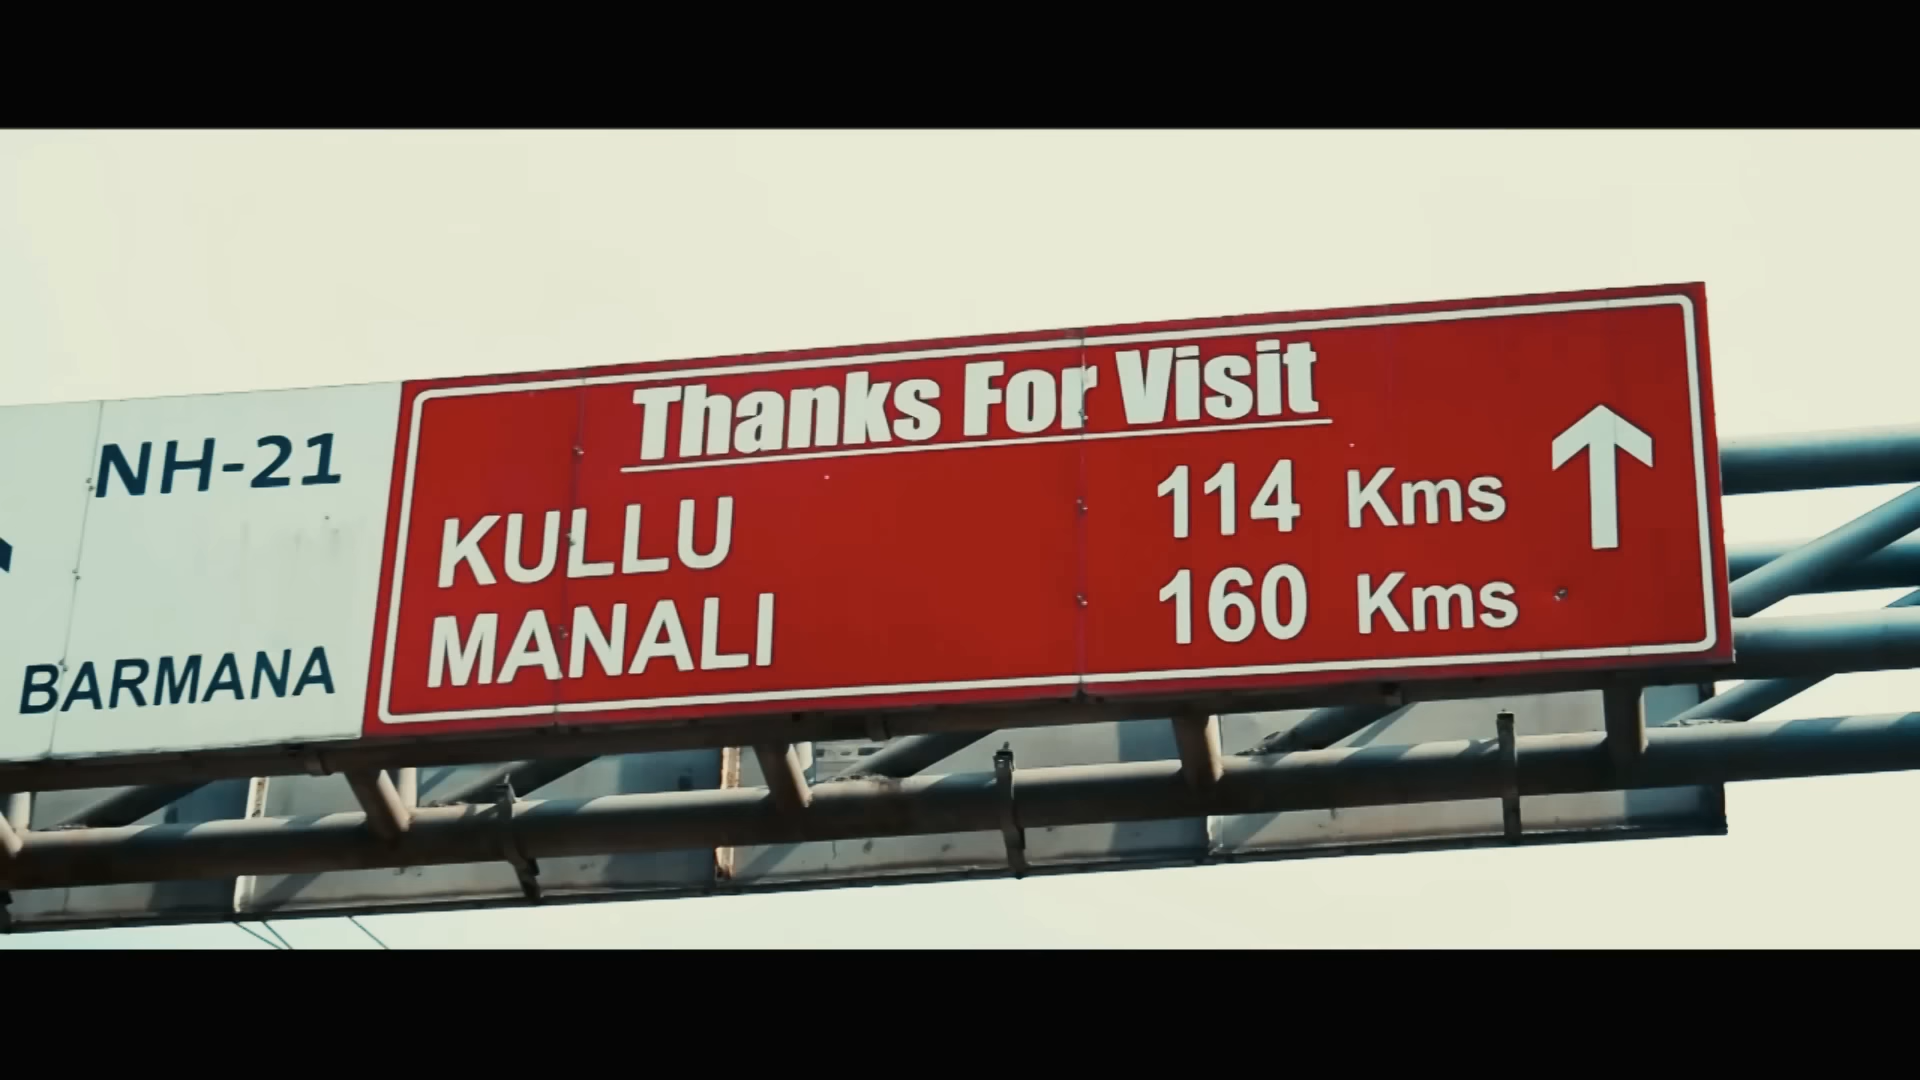 NH-21
BARMANA
Thanks For Visit
KULLU 114 Kms
MANALI 160 Kms